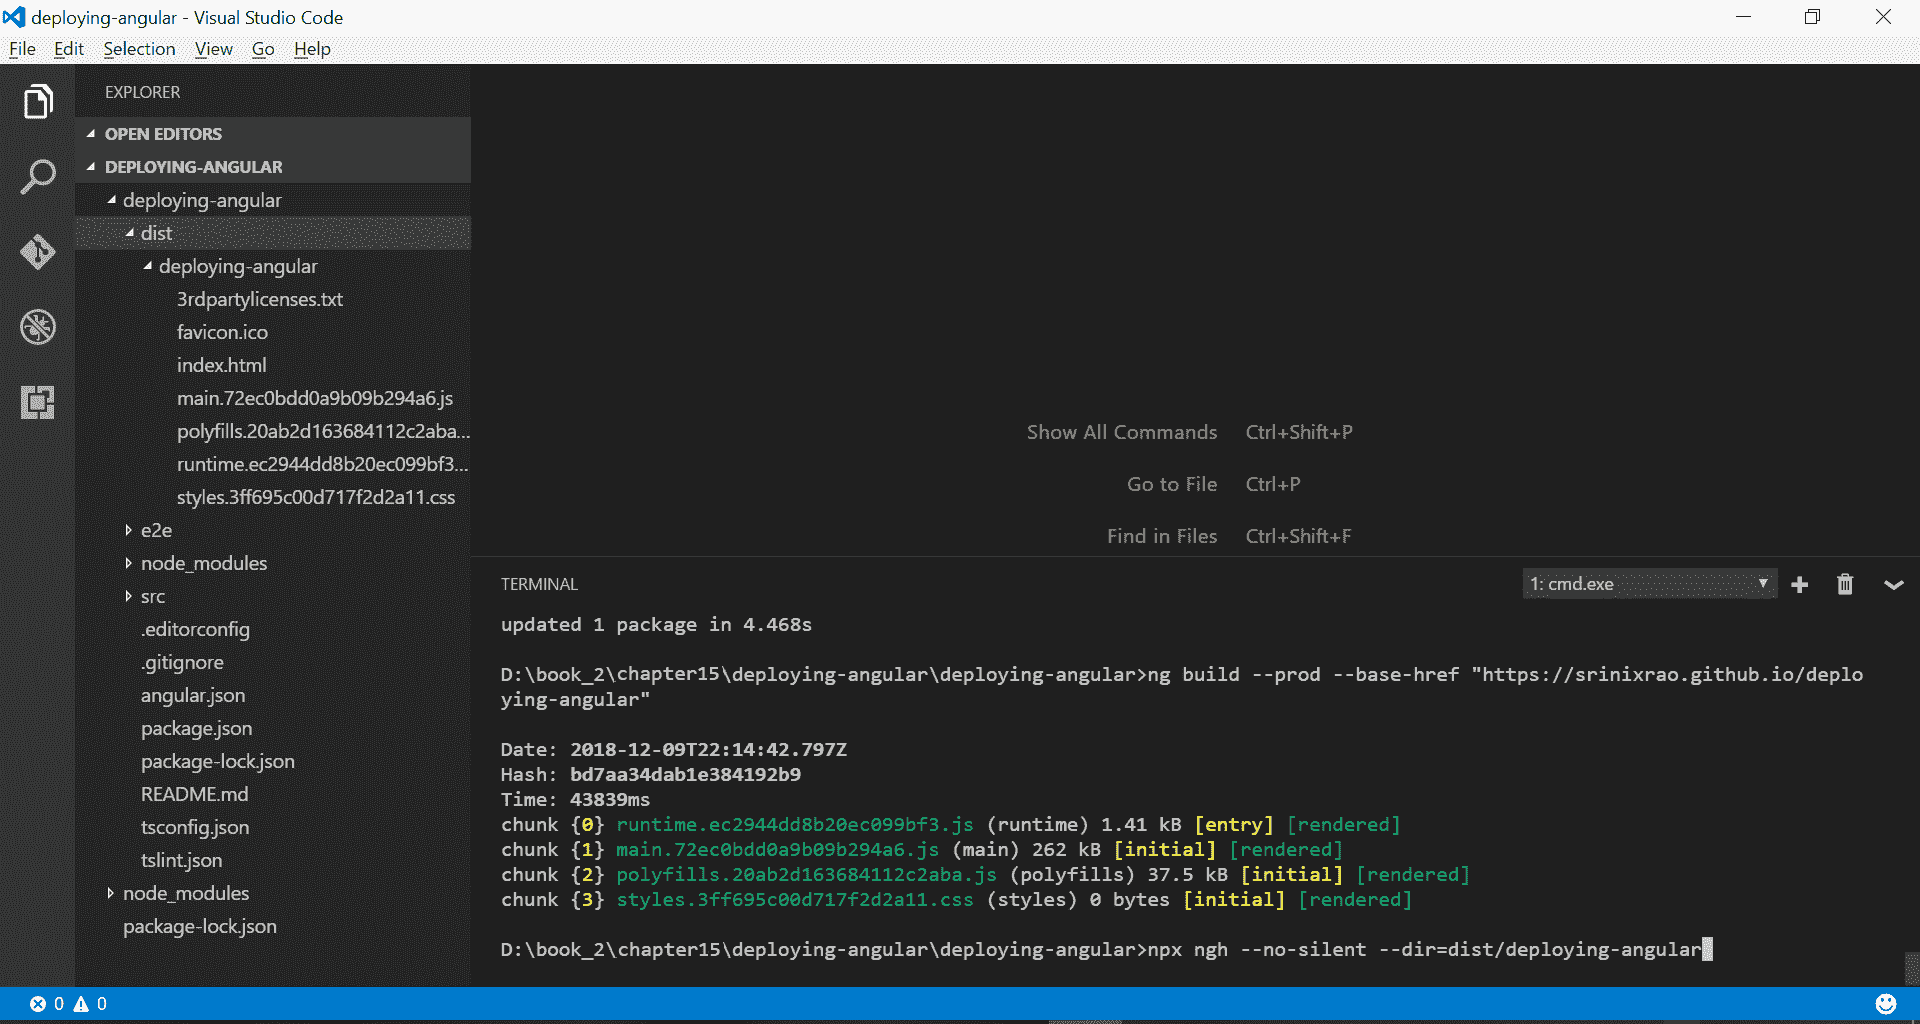 deploying-angular - Visual Studio Code
File Edit Selection View Go Help
EXPLORER
OPEN EDITORS
DEPLOYING-ANGULAR
deploying-angular
dist
deploying-angular
3rdpartylicenses.txt
favicon.ico
index.html
main.72ec0bdd0a9b09b294a6.js
polyfills.20ab2d163684112c2aba...
runtime.ec2944dd8b20ec099bf3...
styles.3ff695c00d717f2d2a11.css
e2e
node_modules
src
.editorconfig
.gitignore
angular.json
package.json
package-lock.json
README.md
tsconfig.json
tslint.json
node_modules
package-lock.json
Show All Commands Ctrl+Shift+P
Go to File Ctrl+P
Find in Files Ctrl+Shift+F
TERMINAL
1: cmd.exe
updated 1 package in 4.468s
D:\book_2\chapter15\deploying-angular\deploying-angular>ng build --prod --base-href "https://srinixrao.github.io/deplo
ying-angular"
Date: 2018-12-09T22:14:42.797Z
Hash: bd7aa34dab1e384192b9
Time: 43839ms
chunk {0} runtime.ec2944dd8b20ec099bf3.js (runtime) 1.41 kB [entry] [rendered]
chunk {1} main.72ec0bdd0a9b09b294a6.js (main) 262 kB [initial] [rendered]
chunk {2} polyfills.20ab2d163684112c2aba.js (polyfills) 37.5 kB [initial] [rendered]
chunk {3} styles.3ff695c00d717f2d2a11.css (styles) 0 bytes [initial] [rendered]
D:\book_2\chapter15\deploying-angular\deploying-angular>npx ngh --no-silent --dir=dist/deploying-angular
0 0